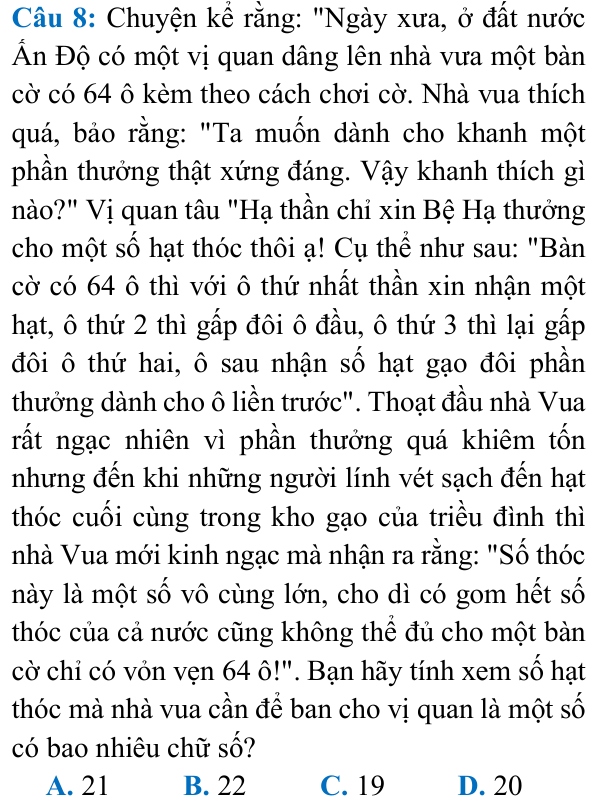 Câu 8: Chuyện kể rằng: "Ngày xưa, ở đất nước
Ấn Độ có một vị quan dâng lên nhà vưa một bàn
cờ có 64 ô kèm theo cách chơi cờ. Nhà vua thích
quá, bảo rằng: "Ta muốn dành cho khanh một
phần thưởng thật xứng đáng. Vậy khanh thích gì
nào?" Vị quan tâu "Hạ thần chỉ xin Bệ Hạ thưởng
cho một số hạt thóc thôi ạ! Cụ thể như sau: "Bàn
cờ có 64 ô thì với ô thứ nhất thần xin nhận một
hạt, ô thứ 2 thì gấp đôi ô đầu, ô thứ 3 thì lại gấp
đôi ô thứ hai, ô sau nhận số hạt gạo đôi phần
thưởng dành cho ô liền trước". Thoạt đầu nhà Vua
rất ngạc nhiên vì phần thưởng quá khiêm tốn
nhưng đến khi những người lính vét sạch đến hạt
thóc cuối cùng trong kho gạo của triều đình thì
nhà Vua mới kinh ngạc mà nhận ra rằng: "Số thóc
này là một số vô cùng lớn, cho dì có gom hết số
thóc của cả nước cũng không thể đủ cho một bàn
cờ chỉ có vỏn vẹn 64 ô!". Bạn hãy tính xem số hạt
thóc mà nhà vua cần để ban cho vị quan là một số
có bao nhiêu chữ số?
A. 21 B. 22 C. 19 D. 20